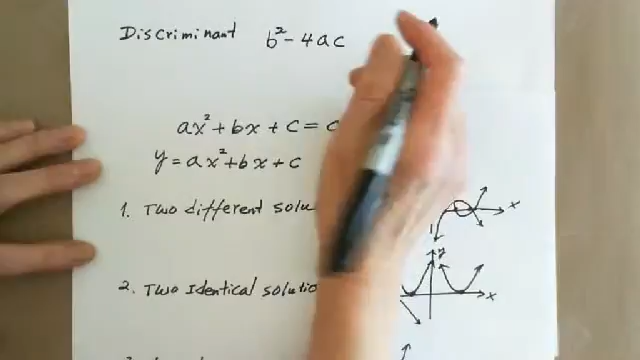 Discriminant b² - 4ac
ax² + bx + c =
y = ax² + bx + c
1. Two different
x
y
2. Two Identical
x